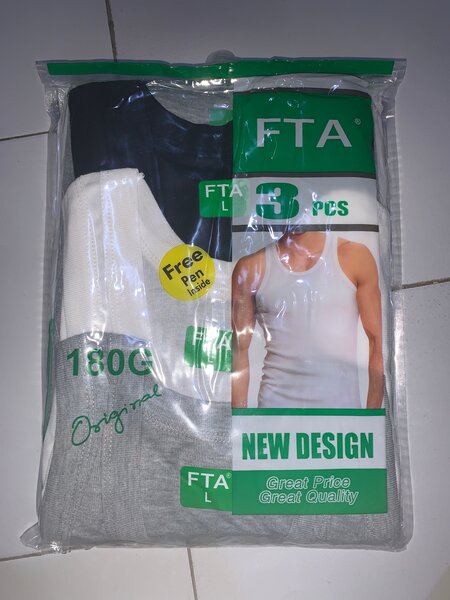 FTA®
3 PCS
FTA
L
Free
Pen
Inside
FTA
180G
Original
NEW DESIGN
FTA®
L
Great Price
Great Quality